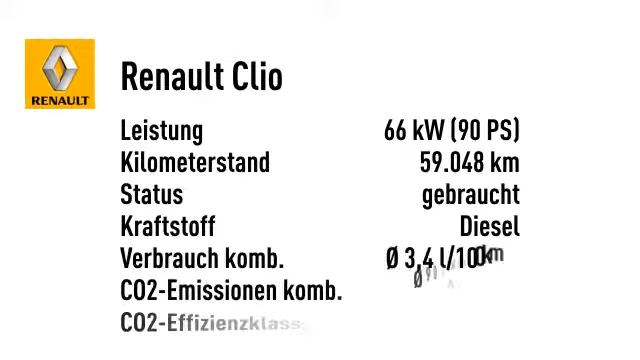 RENAULT
Renault Clio
Leistung 66 kW (90 PS)
Kilometerstand 59.048 km
Status gebraucht
Kraftstoff Diesel
Verbrauch komb. Ø 3,4 l/100km
CO2-Emissionen komb. Ø
CO2-Effizienzklasse